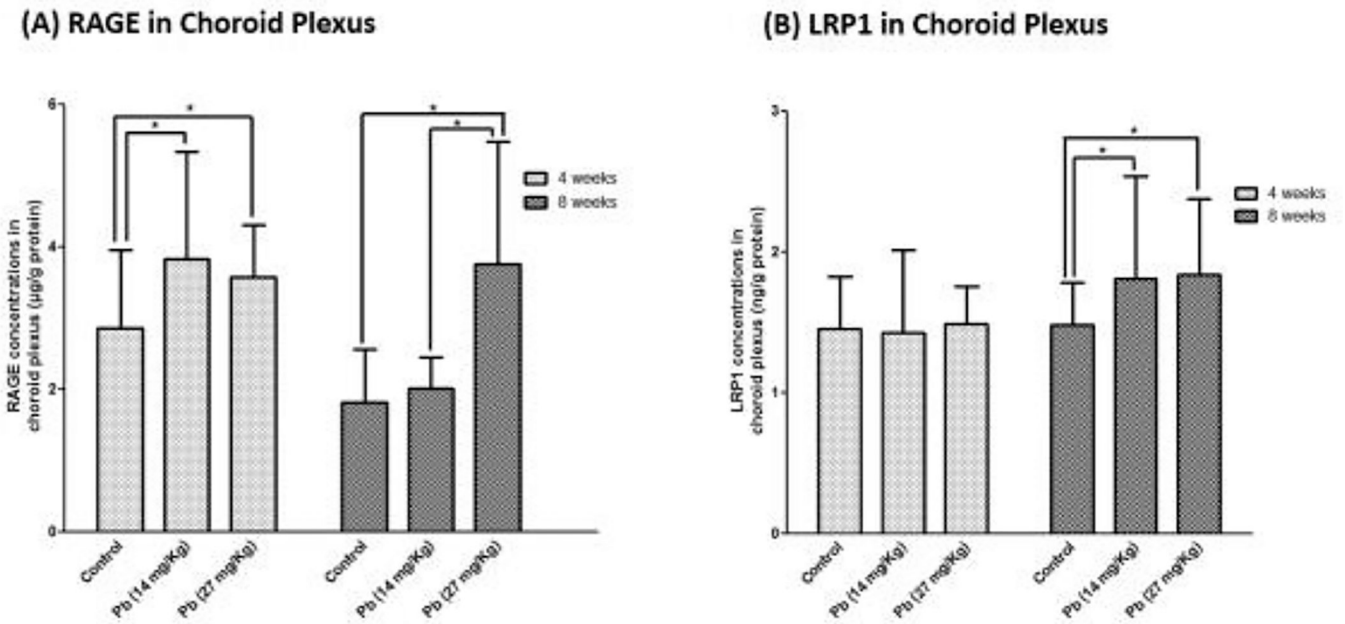 (A) RAGE in Choroid Plexus
RAGE concentrations in
choroid plexus (µg/g protein)
6
4
2
0
*
*
*
*
4 weeks
8 weeks
Control
Pb (14 mg/Kg)
Pb (27 mg/Kg)
Control
Pb (14 mg/Kg)
Pb (27 mg/Kg)
(B) LRP1 in Choroid Plexus
LRP1 concentrations in
choroid plexus (ng/g protein)
3
2
1
0
*
*
4 weeks
8 weeks
Control
Pb (14 mg/Kg)
Pb (27 mg/Kg)
Control
Pb (14 mg/Kg)
Pb (27 mg/Kg)